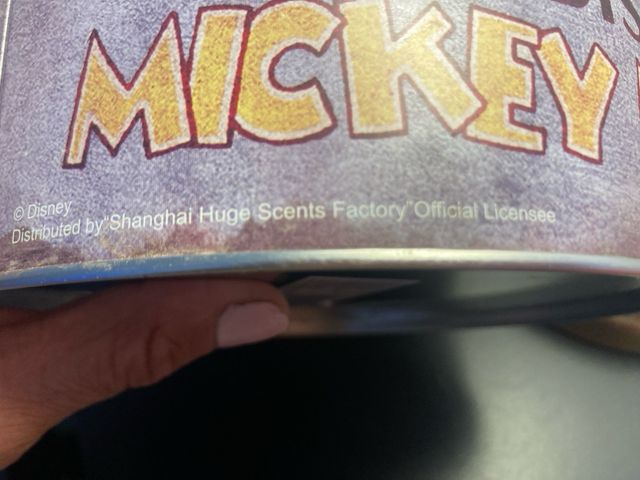 MICKEY
© Disney
Distributed by"Shanghai Huge Scents Factory"Official Licensee